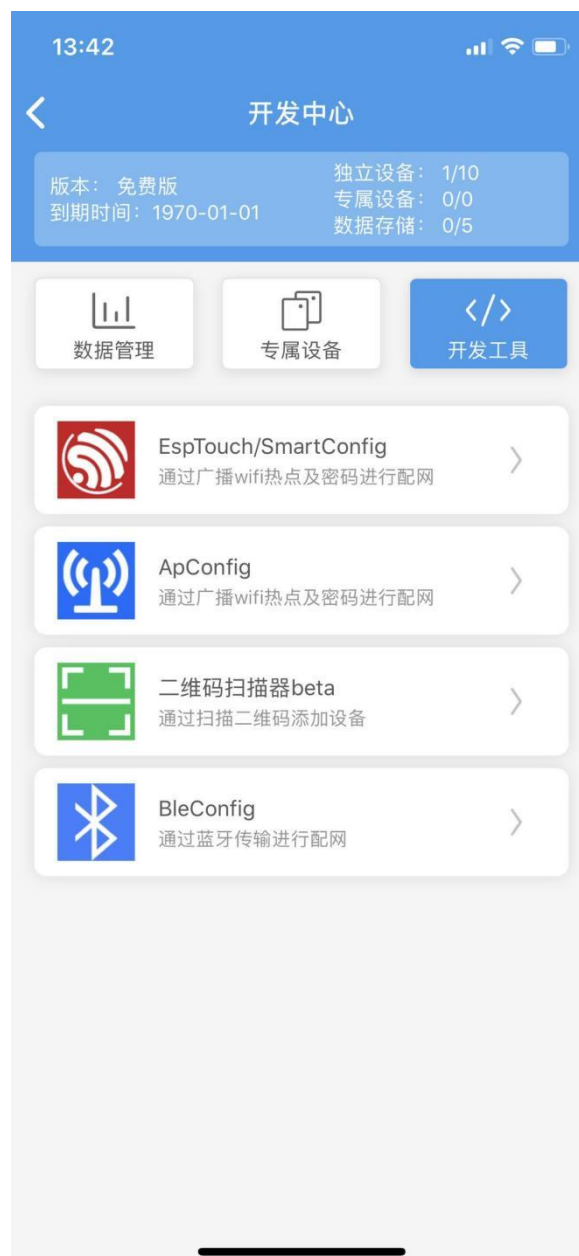 13:42
开发中心
版本： 免费版
到期时间：1970-01-01
独立设备： 1/10
专属设备： 0/0
数据存储： 0/5
数据管理
专属设备
开发工具
EspTouch/SmartConfig
通过广播wifi热点及密码进行配网
ApConfig
通过广播wifi热点及密码进行配网
二维码扫描器beta
通过扫描二维码添加设备
BleConfig
通过蓝牙传输进行配网